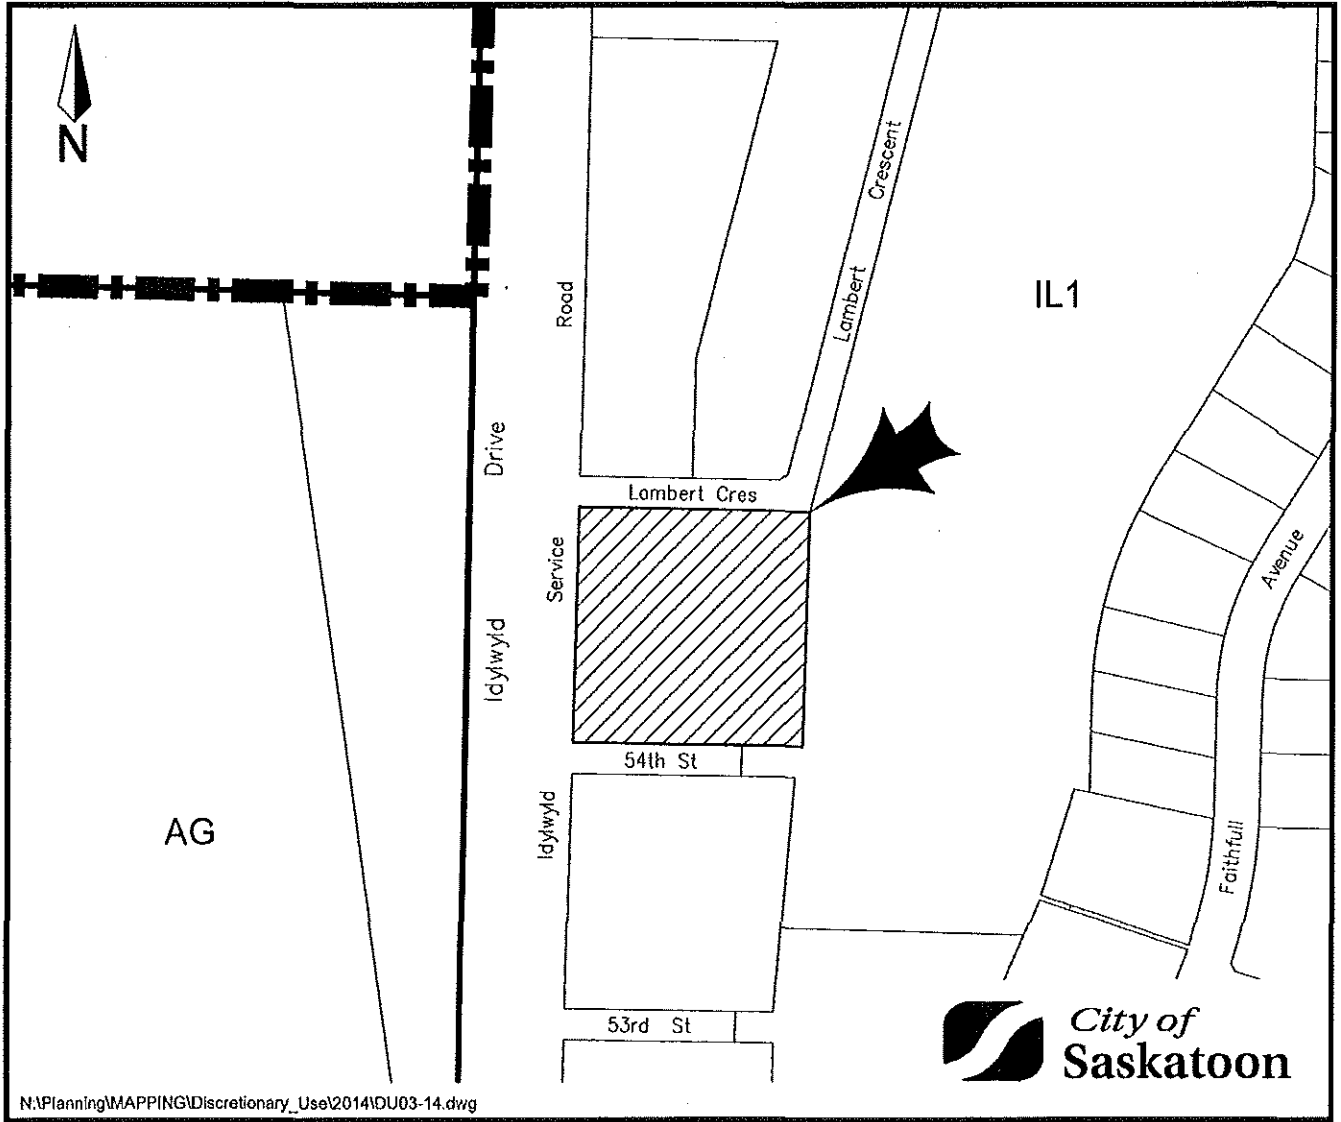 N
Crescent
Lambert
IL1
Road
Drive
Lambert Cres
Service
Avenue
Idylwyld
54th St
Idylwyld
AG
Faithfull
53rd St
City of
Saskatoon
N:\Planning\MAPPING\Discretionary_Use\2014\DU03-14.dwg